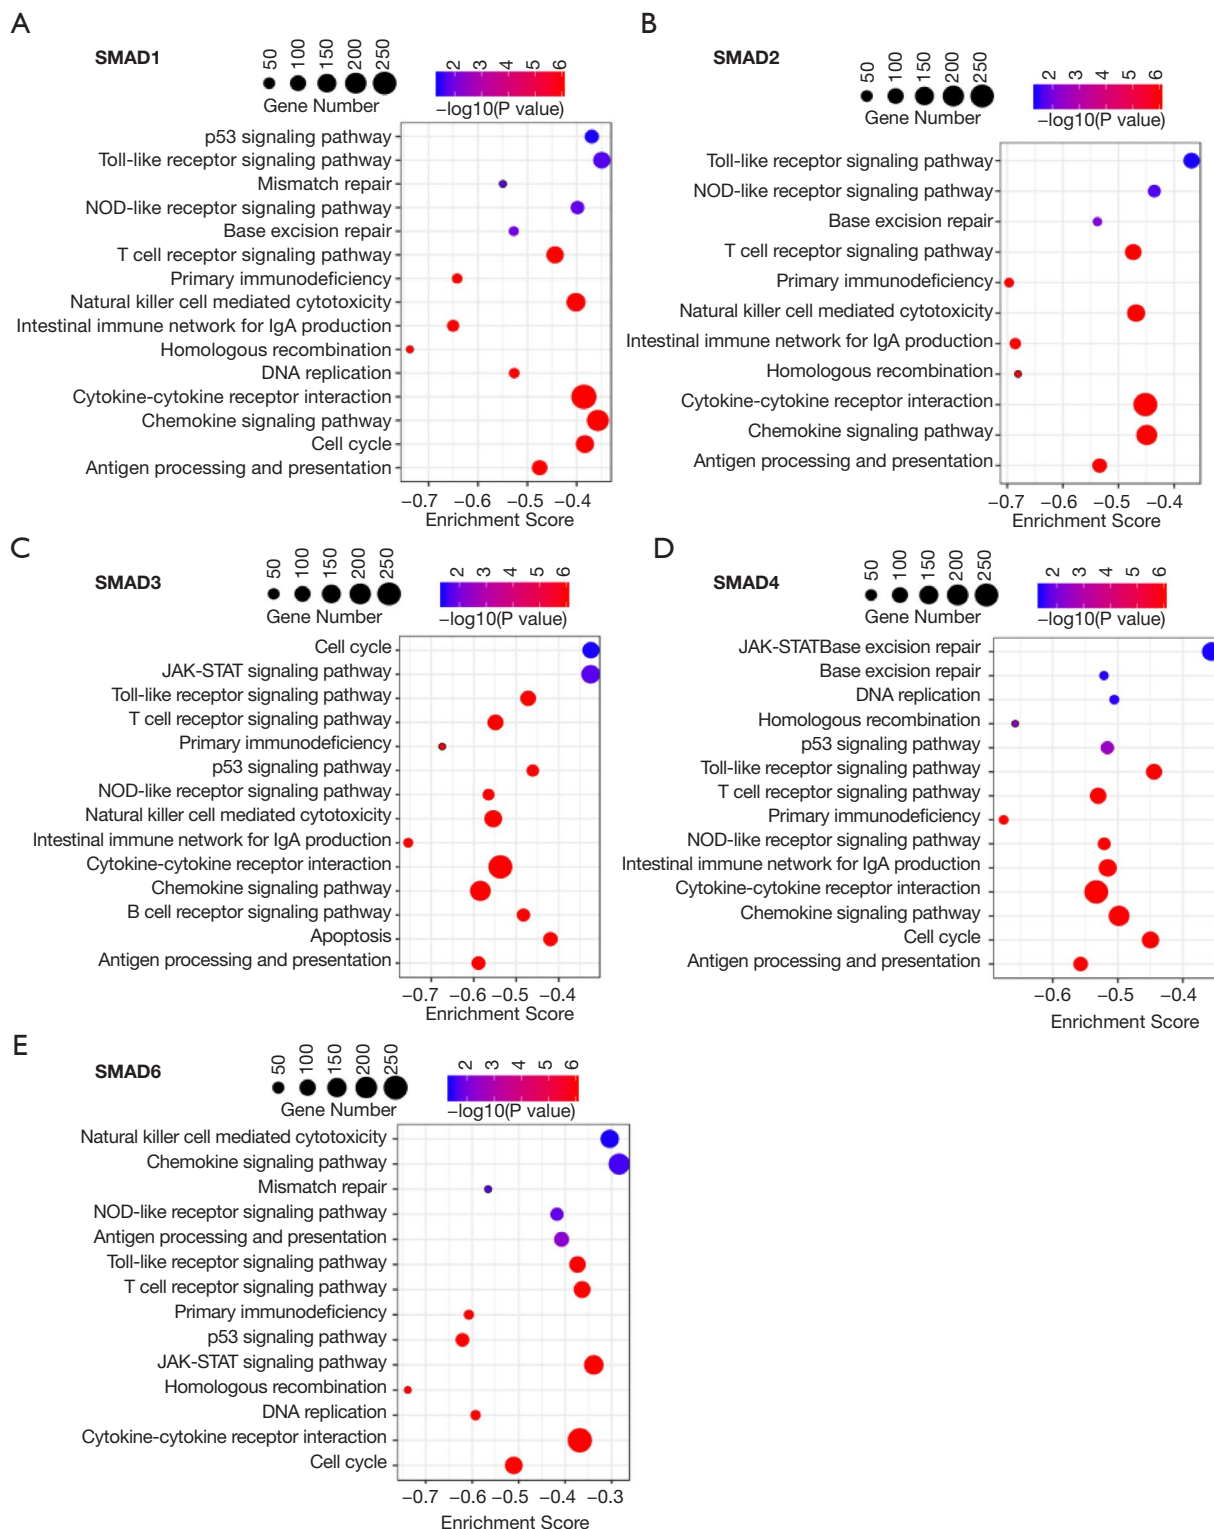 A
SMAD1
50 100 150 200 250
Gene Number
2 3 4 5 6
−log10(P value)
p53 signaling pathway
Toll-like receptor signaling pathway
Mismatch repair
NOD-like receptor signaling pathway
Base excision repair
T cell receptor signaling pathway
Primary immunodeficiency
Natural killer cell mediated cytotoxicity
Intestinal immune network for IgA production
Homologous recombination
DNA replication
Cytokine-cytokine receptor interaction
Chemokine signaling pathway
Cell cycle
Antigen processing and presentation
−0.7 −0.6 −0.5 −0.4
Enrichment Score
B
SMAD2
50 100 150 200 250
Gene Number
2 3 4 5 6
−log10(P value)
Toll-like receptor signaling pathway
NOD-like receptor signaling pathway
Base excision repair
T cell receptor signaling pathway
Primary immunodeficiency
Natural killer cell mediated cytotoxicity
Intestinal immune network for IgA production
Homologous recombination
Cytokine-cytokine receptor interaction
Chemokine signaling pathway
Antigen processing and presentation
−0.7 −0.6 −0.5 −0.4
Enrichment Score
C
SMAD3
50 100 150 200 250
Gene Number
2 3 4 5 6
−log10(P value)
Cell cycle
JAK-STAT signaling pathway
Toll-like receptor signaling pathway
T cell receptor signaling pathway
Primary immunodeficiency
p53 signaling pathway
NOD-like receptor signaling pathway
Natural killer cell mediated cytotoxicity
Intestinal immune network for IgA production
Cytokine-cytokine receptor interaction
Chemokine signaling pathway
B cell receptor signaling pathway
Apoptosis
Antigen processing and presentation
−0.7 −0.6 −0.5 −0.4
Enrichment Score
D
SMAD4
50 100 150 200 250
Gene Number
2 3 4 5 6
−log10(P value)
JAK-STATBase excision repair
Base excision repair
DNA replication
Homologous recombination
p53 signaling pathway
Toll-like receptor signaling pathway
T cell receptor signaling pathway
Primary immunodeficiency
NOD-like receptor signaling pathway
Intestinal immune network for IgA production
Cytokine-cytokine receptor interaction
Chemokine signaling pathway
Cell cycle
Antigen processing and presentation
−0.6 −0.5 −0.4
Enrichment Score
E
SMAD6
50 100 150 200 250
Gene Number
2 3 4 5 6
−log10(P value)
Natural killer cell mediated cytotoxicity
Chemokine signaling pathway
Mismatch repair
NOD-like receptor signaling pathway
Antigen processing and presentation
Toll-like receptor signaling pathway
T cell receptor signaling pathway
Primary immunodeficiency
p53 signaling pathway
JAK-STAT signaling pathway
Homologous recombination
DNA replication
Cytokine-cytokine receptor interaction
Cell cycle
−0.7 −0.6 −0.5 −0.4 −0.3
Enrichment Score